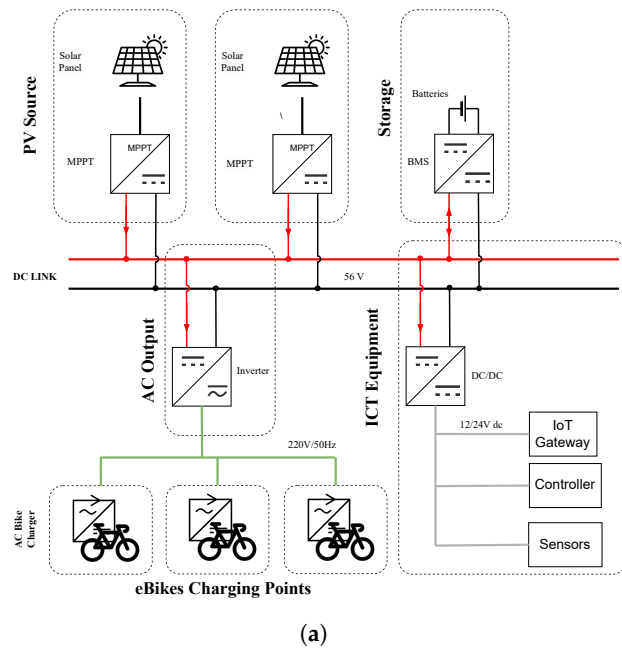 Solar
Panel
Solar
Panel
Batteries
PV Source
Storage
MPPT
MPPT
MPPT
MPPT
BMS
DC LINK
56 V
AC Output
Inverter
ICT Equipment
DC/DC
12/24V dc
IoT
Gateway
220V/50Hz
Controller
AC Bike
Charger
Sensors
eBikes Charging Points
(a)